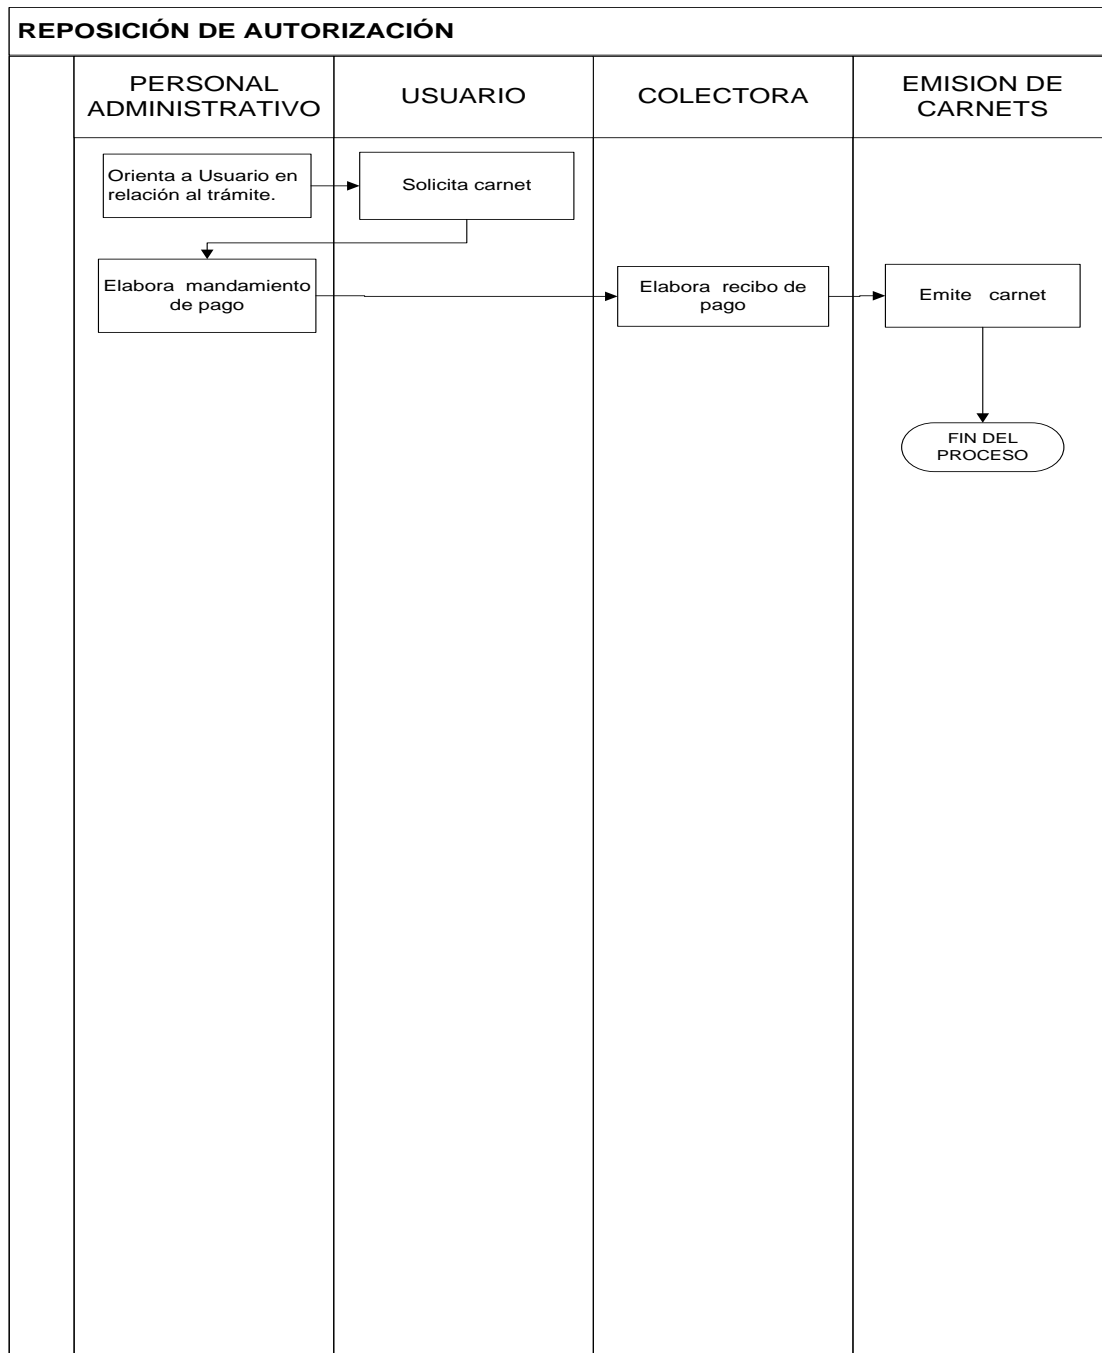 REPOSICIÓN DE AUTORIZACIÓN
PERSONAL
ADMINISTRATIVO
USUARIO
COLECTORA
EMISION DE
CARNETS
Orienta a Usuario en
relación al trámite.
Solicita carnet
Elabora mandamiento
de pago
Elabora recibo de
pago
Emite carnet
FIN DEL
PROCESO